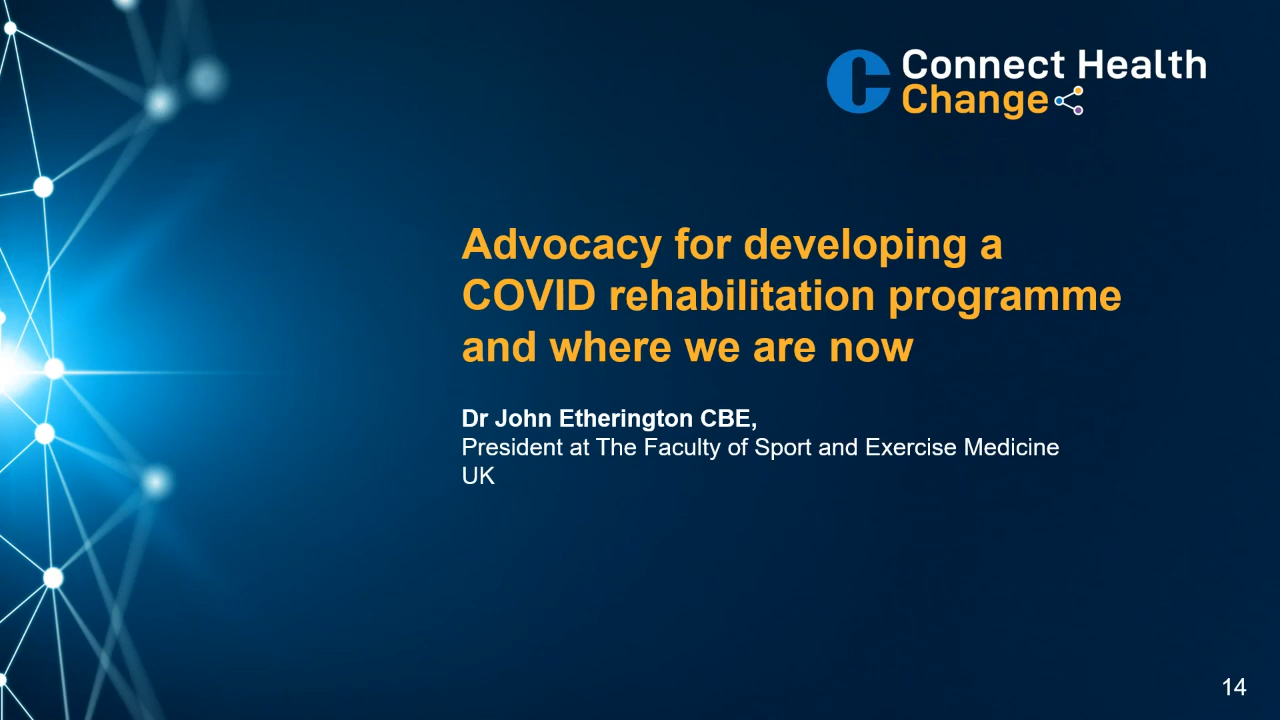 Connect Health
Change
Advocacy for developing a
COVID rehabilitation programme
and where we are now
Dr John Etherington CBE,
President at The Faculty of Sport and Exercise Medicine
UK
14